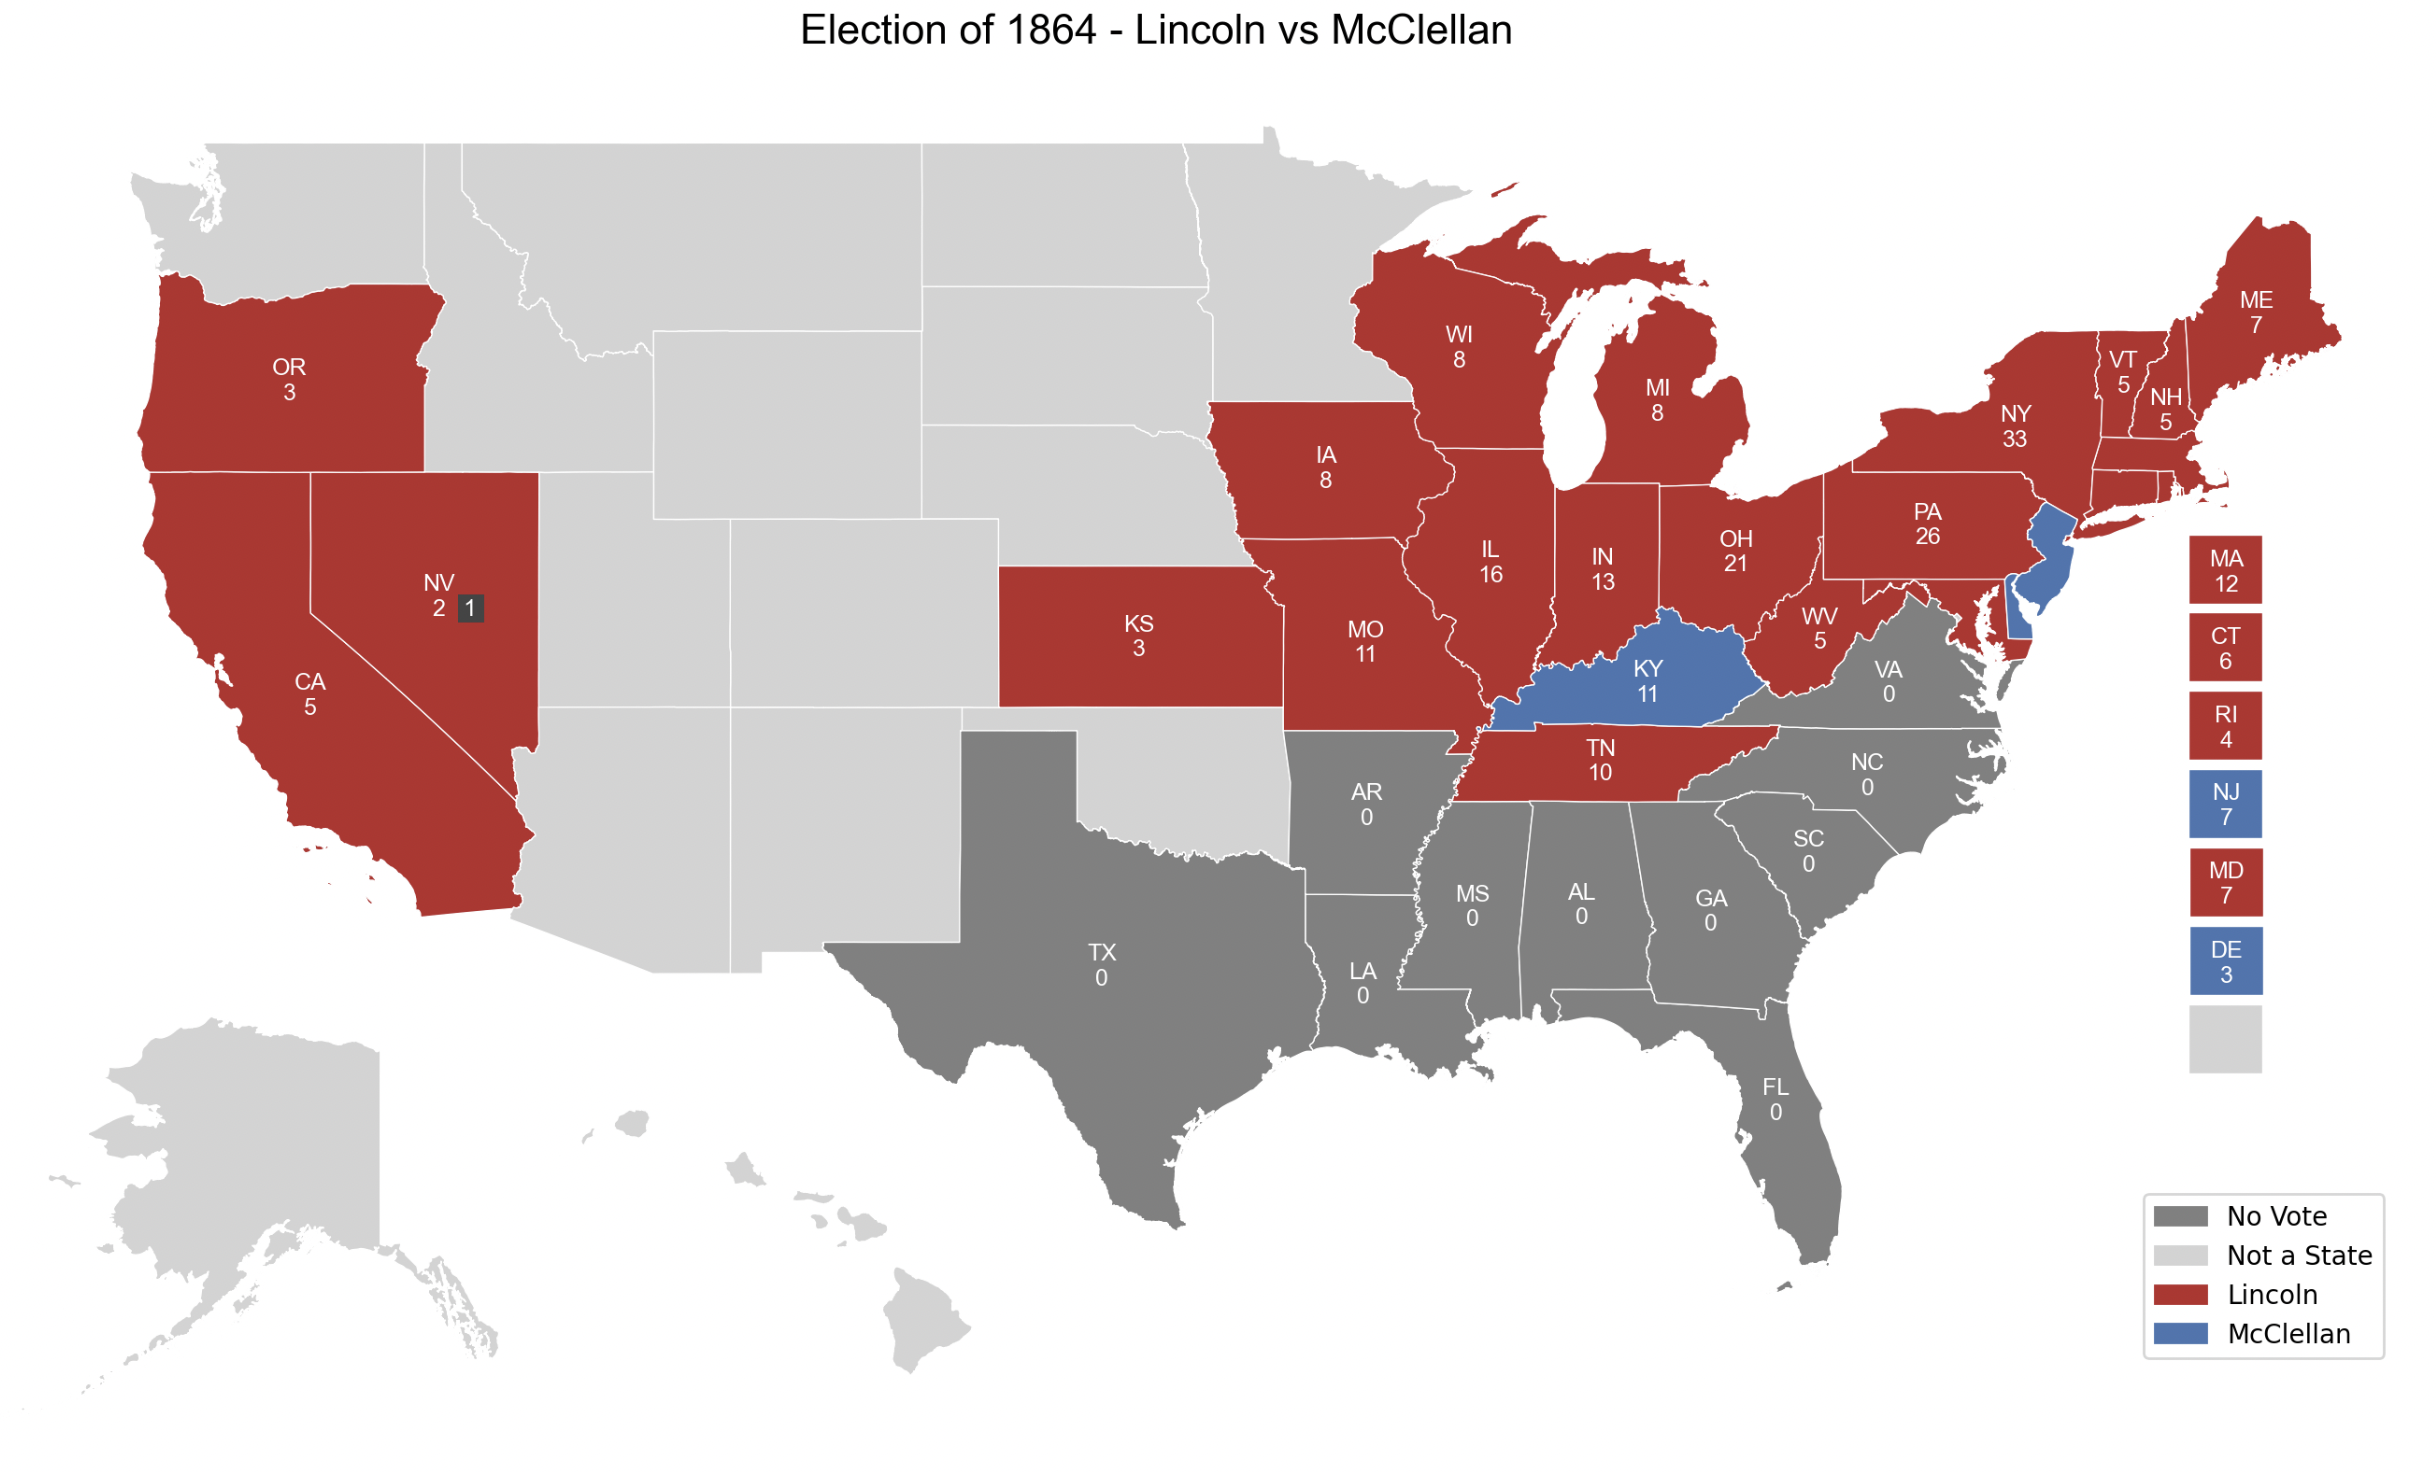 Election of 1864 - Lincoln vs McClellan
ME
7
WI
8
VT
5
OR
3
MI
8
NH
5
NY
33
IA
8
PA
26
OH
21
IL
16
IN
13
MA
12
NV
2 1
KS
3
MO
11
WV
5
CT
6
CA
5
KY
11
VA
0
RI
4
TN
10
NC
0
AR
0
NJ
7
SC
0
MS
0
AL
0
GA
0
MD
7
TX
0
LA
0
DE
3
FL
0
No Vote
Not a State
Lincoln
McClellan